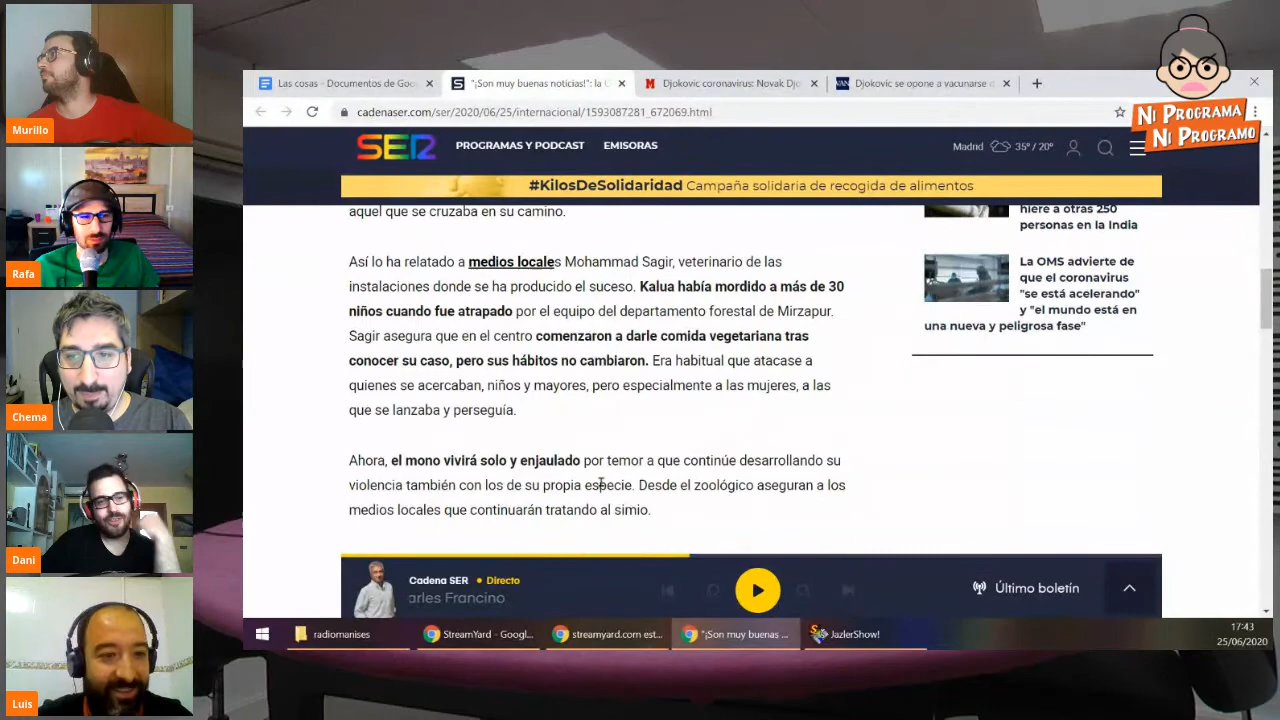 Murillo
Rafa
Chema
Dani
Luis
Las cosas - Documentos de Goo
"¡Son muy buenas noticias!": la C
Djokovic coronavirus: Novak Djo
Djokovic se opone a vacunarse d
cadenaser.com/ser/2020/06/25/internacional/1593087281_672069.html
NI PROGRAMA
NI PROGRAMO
SER
PROGRAMAS Y PODCAST
EMISORAS
Madrid 35° / 20°
#KilosDeSolidaridad Campaña solidaria de recogida de alimentos
aquel que se cruzaba en su camino.
Así lo ha relatado a medios locales Mohammad Sagir, veterinario de las
instalaciones donde se ha producido el suceso. Kalua había mordido a más de 30
niños cuando fue atrapado por el equipo del departamento forestal de Mirzapur.
Sagir asegura que en el centro comenzaron a darle comida vegetariana tras
conocer su caso, pero sus hábitos no cambiaron. Era habitual que atacase a
quienes se acercaban, niños y mayores, pero especialmente a las mujeres, a las
que se lanzaba y perseguía.
Ahora, el mono vivirá solo y enjaulado por temor a que continúe desarrollando su
violencia también con los de su propia especie. Desde el zoológico aseguran a los
medios locales que continuarán tratando al simio.
hiere a otras 250
personas en la India
La OMS advierte de
que el coronavirus
"se está acelerando"
y "el mundo está en
una nueva y peligrosa fase"
Cadena SER • Directo
arles Francino
Último boletín
radiomanises
StreamYard - Googl...
streamyard.com est...
"¡Son muy buenas ...
JazlerShow!
17:43
25/06/2020